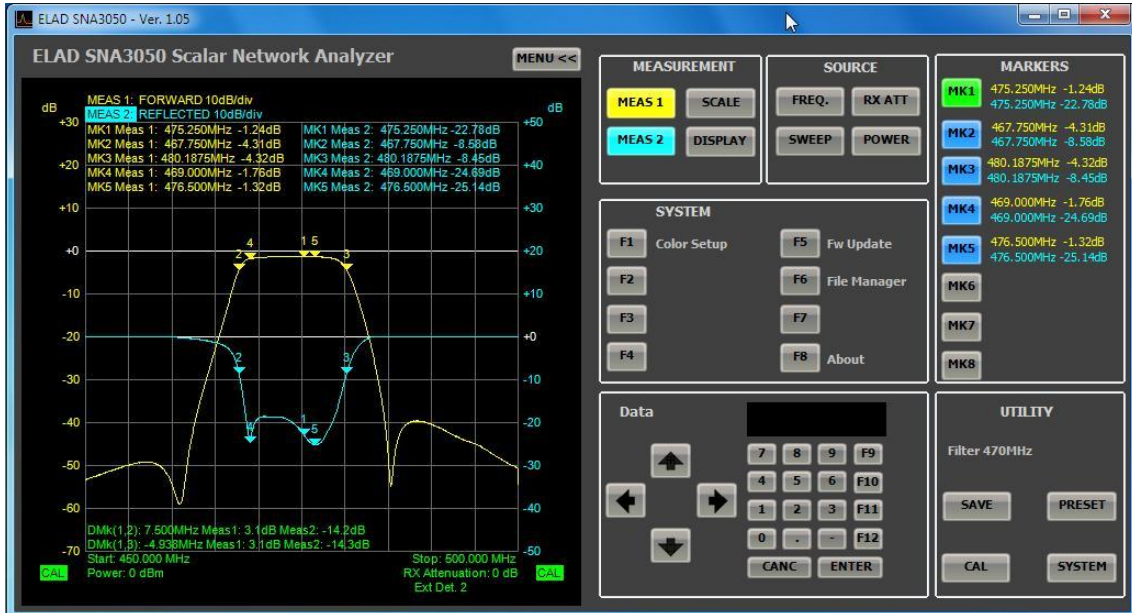 ELAD SNA3050 - Ver. 1.05
ELAD SNA3050 Scalar Network Analyzer
MENU <<
dB
MEAS 1: FORWARD 10dB/div
MEAS 2: REFLECTED 10dB/div
dB
MK1 Meas 1: 475.250MHz -1.24dB
MK2 Meas 1: 467.750MHz -4.31dB
MK3 Meas 1: 480.1875MHz -4.32dB
MK4 Meas 1: 469.000MHz -1.76dB
MK5 Meas 1: 476.500MHz -1.32dB
MK1 Meas 2: 475.250MHz -22.78dB
MK2 Meas 2: 467.750MHz -8.58dB
MK3 Meas 2: 480.1875MHz -8.45dB
MK4 Meas 2: 469.000MHz -24.69dB
MK5 Meas 2: 476.500MHz -25.14dB
+30
+20
+10
+0
-10
-20
-30
-40
-50
-60
-70
+50
+40
+30
+20
+10
+0
-10
-20
-30
-40
-50
2
4
1 5
3
2
3
4
1
5
DMk(1,2): 7.500MHz Meas1: 3.1dB Meas2: -14.2dB
DMk(1,3): -4.938MHz Meas1: 3.1dB Meas2: -14.3dB
Start: 450.000 MHz
Stop: 500.000 MHz
CAL
Power: 0 dBm
RX Attenuation: 0 dB
CAL
Ext Det. 2
MEASUREMENT
MEAS 1
SCALE
MEAS 2
DISPLAY
SOURCE
FREQ.
RX ATT
SWEEP
POWER
MARKERS
MK1
475.250MHz -1.24dB
475.250MHz -22.78dB
MK2
467.750MHz -4.31dB
467.750MHz -8.58dB
MK3
480.1875MHz -4.32dB
480.1875MHz -8.45dB
MK4
469.000MHz -1.76dB
469.000MHz -24.69dB
MK5
476.500MHz -1.32dB
476.500MHz -25.14dB
MK6
MK7
MK8
SYSTEM
F1
Color Setup
F5
Fw Update
F2
F6
File Manager
F3
F7
F4
F8
About
Data
7
8
9
F9
4
5
6
F10
1
2
3
F11
0
.
-
F12
CANC
ENTER
UTILITY
Filter 470MHz
SAVE
PRESET
CAL
SYSTEM